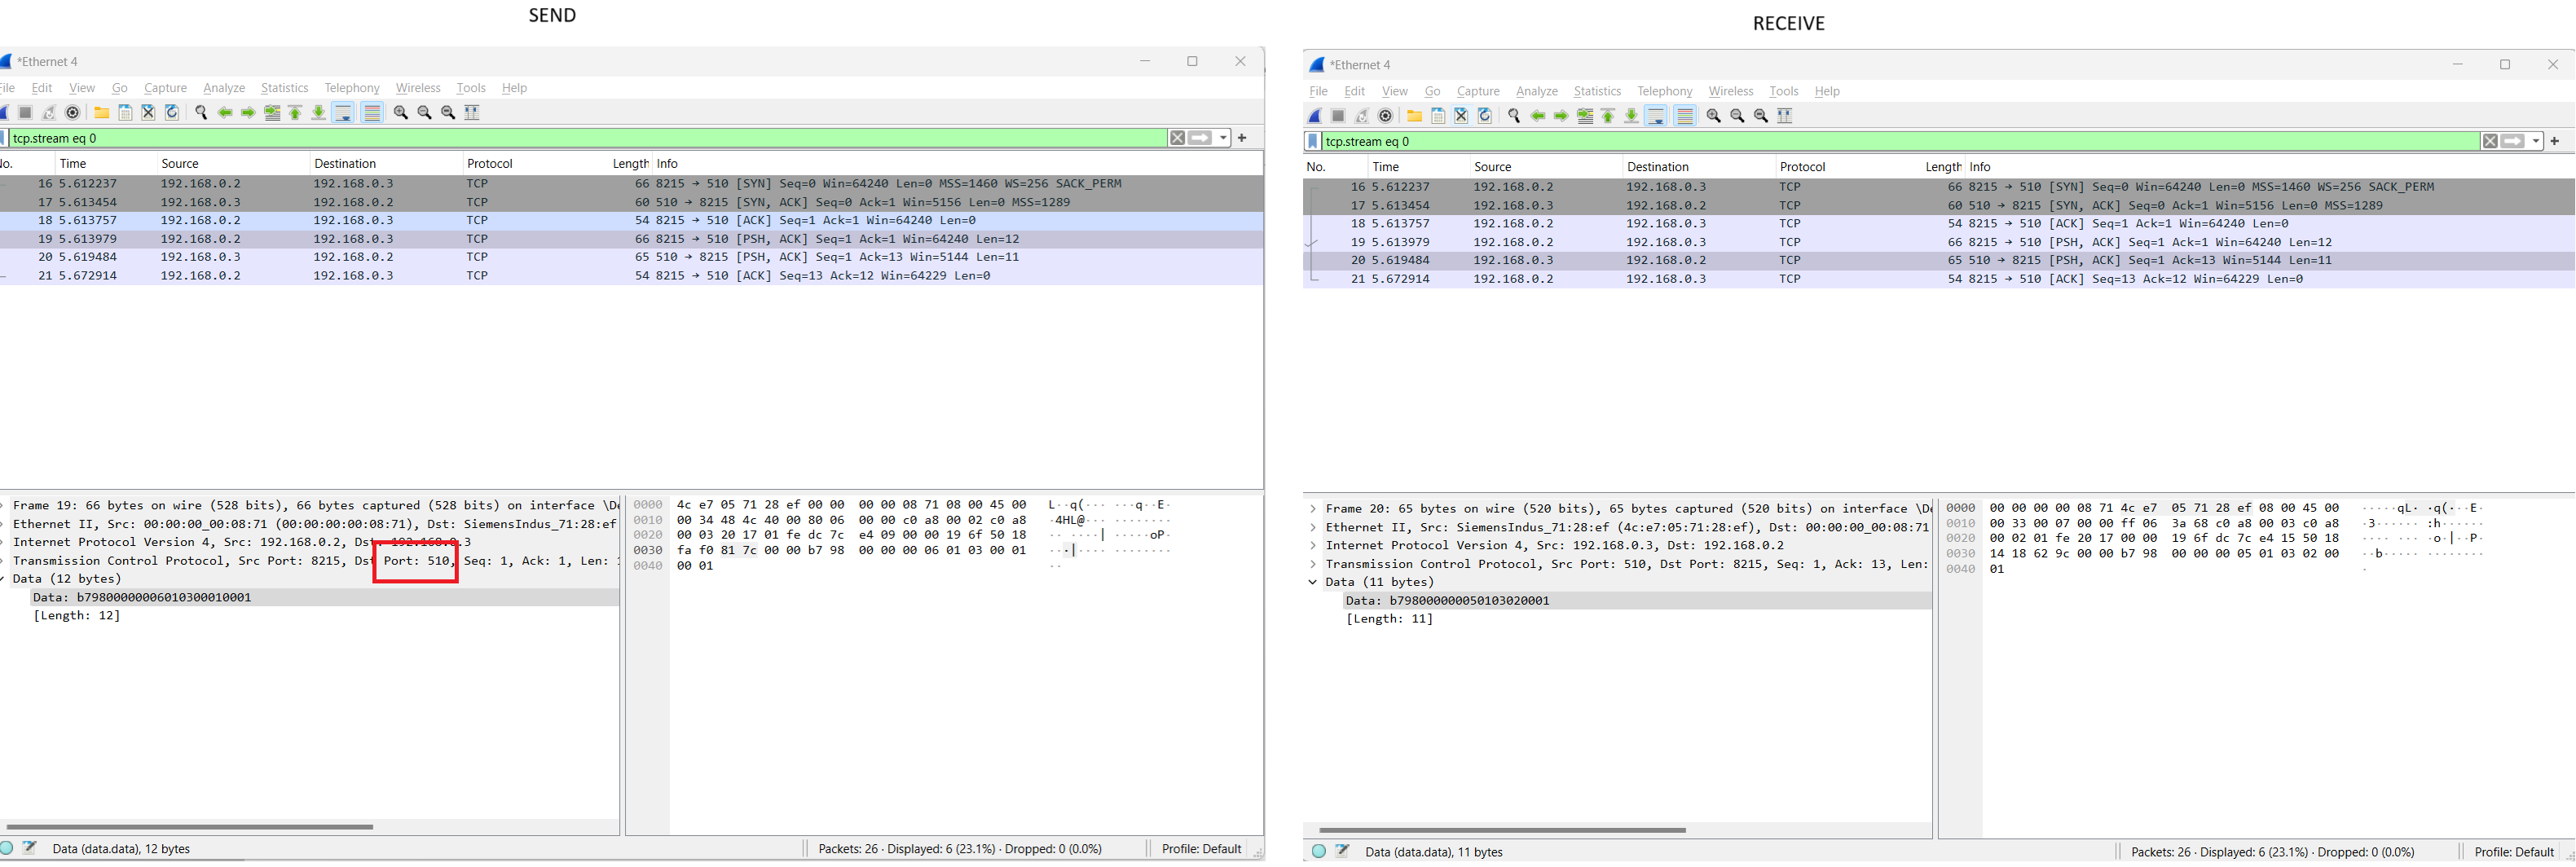 SEND
*Ethernet 4
File Edit View Go Capture Analyze Statistics Telephony Wireless Tools Help
tcp.stream eq 0
No. Time Source Destination Protocol Length Info
16 5.612237 192.168.0.2 192.168.0.3 TCP 66 8215 → 510 [SYN] Seq=0 Win=64240 Len=0 MSS=1460 WS=256 SACK_PERM
17 5.613454 192.168.0.3 192.168.0.2 TCP 60 510 → 8215 [SYN, ACK] Seq=0 Ack=1 Win=5156 Len=0 MSS=1289
18 5.613757 192.168.0.2 192.168.0.3 TCP 54 8215 → 510 [ACK] Seq=1 Ack=1 Win=64240 Len=0
19 5.613979 192.168.0.2 192.168.0.3 TCP 66 8215 → 510 [PSH, ACK] Seq=1 Ack=1 Win=64240 Len=12
20 5.619484 192.168.0.3 192.168.0.2 TCP 65 510 → 8215 [PSH, ACK] Seq=1 Ack=13 Win=5144 Len=11
21 5.672914 192.168.0.2 192.168.0.3 TCP 54 8215 → 510 [ACK] Seq=13 Ack=12 Win=64229 Len=0
Frame 19: 66 bytes on wire (528 bits), 66 bytes captured (528 bits) on interface \De
Ethernet II, Src: 00:00:00_00:08:71 (00:00:00:00:08:71), Dst: SiemensIndus_71:28:ef
Internet Protocol Version 4, Src: 192.168.0.2, Dst: 192.168.0.3
Transmission Control Protocol, Src Port: 8215, Dst Port: 510, Seq: 1, Ack: 1, Len: 1
Data (12 bytes)
Data: b79800000006010300010001
[Length: 12]
0000 4c e7 05 71 28 ef 00 00 00 00 08 71 08 00 45 00 L··q(··· ···q··E·
0010 00 34 48 4c 40 00 80 06 00 00 c0 a8 00 02 c0 a8 ·4HL@··· ········
0020 00 03 20 17 01 fe dc 7c e4 09 00 00 19 6f 50 18 ·· ····| ·····oP·
0030 fa f0 81 7c 00 00 b7 98 00 00 00 06 01 03 00 01 ···|···· ········
0040 00 01 ··
Data (data.data), 12 bytes
Packets: 26 · Displayed: 6 (23.1%) · Dropped: 0 (0.0%)
Profile: Default
RECEIVE
*Ethernet 4
File Edit View Go Capture Analyze Statistics Telephony Wireless Tools Help
tcp.stream eq 0
No. Time Source Destination Protocol Length Info
16 5.612237 192.168.0.2 192.168.0.3 TCP 66 8215 → 510 [SYN] Seq=0 Win=64240 Len=0 MSS=1460 WS=256 SACK_PERM
17 5.613454 192.168.0.3 192.168.0.2 TCP 60 510 → 8215 [SYN, ACK] Seq=0 Ack=1 Win=5156 Len=0 MSS=1289
18 5.613757 192.168.0.2 192.168.0.3 TCP 54 8215 → 510 [ACK] Seq=1 Ack=1 Win=64240 Len=0
19 5.613979 192.168.0.2 192.168.0.3 TCP 66 8215 → 510 [PSH, ACK] Seq=1 Ack=1 Win=64240 Len=12
20 5.619484 192.168.0.3 192.168.0.2 TCP 65 510 → 8215 [PSH, ACK] Seq=1 Ack=13 Win=5144 Len=11
21 5.672914 192.168.0.2 192.168.0.3 TCP 54 8215 → 510 [ACK] Seq=13 Ack=12 Win=64229 Len=0
Frame 20: 65 bytes on wire (520 bits), 65 bytes captured (520 bits) on interface \De
Ethernet II, Src: SiemensIndus_71:28:ef (4c:e7:05:71:28:ef), Dst: 00:00:00_00:08:71
Internet Protocol Version 4, Src: 192.168.0.3, Dst: 192.168.0.2
Transmission Control Protocol, Src Port: 510, Dst Port: 8215, Seq: 1, Ack: 13, Len:
Data (11 bytes)
Data: b798000000050103020001
[Length: 11]
0000 00 00 00 00 08 71 4c e7 05 71 28 ef 08 00 45 00 ·····qL· ·q(···E·
0010 00 33 00 07 00 00 ff 06 3a 68 c0 a8 00 03 c0 a8 ·3······ :h······
0020 00 02 01 fe 20 17 00 00 19 6f dc 7c e4 15 50 18 ···· ··· ·o·|··P·
0030 14 18 62 9c 00 00 b7 98 00 00 00 05 01 03 02 00 ··b····· ········
0040 01 ·
Data (data.data), 11 bytes
Packets: 26 · Displayed: 6 (23.1%) · Dropped: 0 (0.0%)
Profile: Default